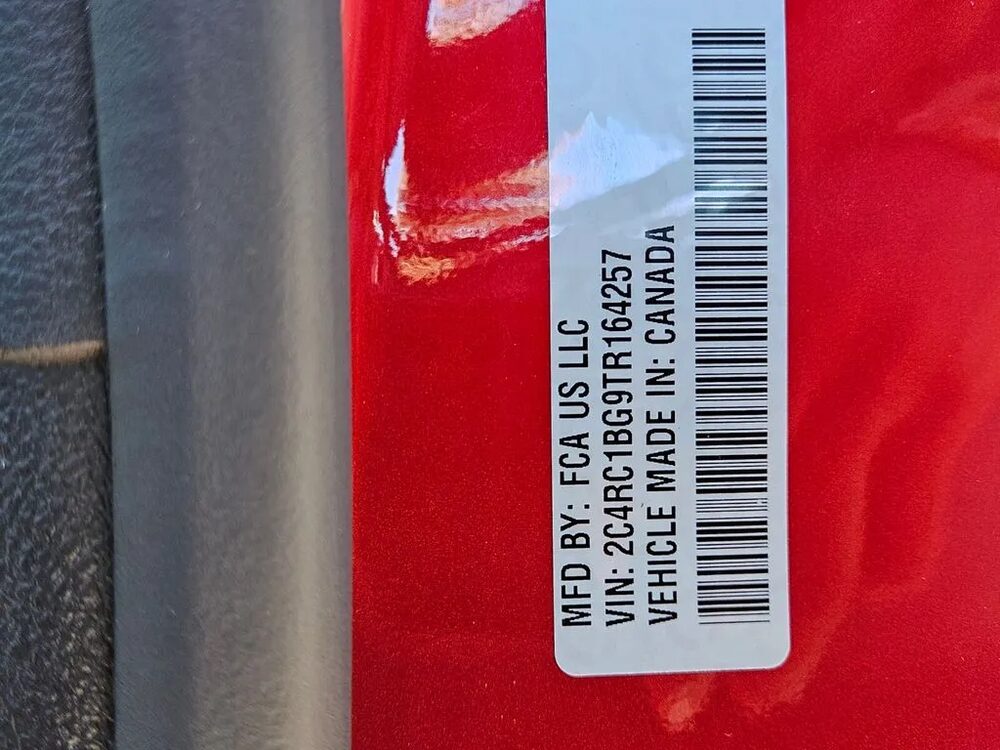 MFD BY: FCA US LLC
VIN: 2C4RC1BG9TR164257
VEHICLE MADE IN: CANADA